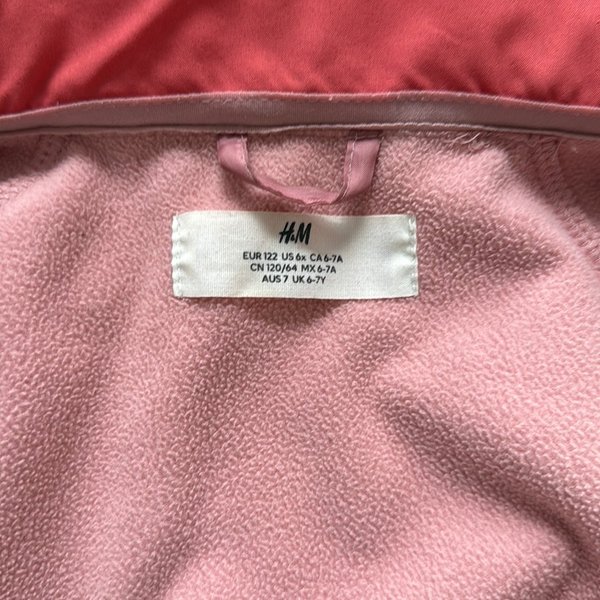 H&M
EUR 122 US 6x CA 6-7A
CN 120/64 MX 6-7A
AUS 7 UK 6-7Y